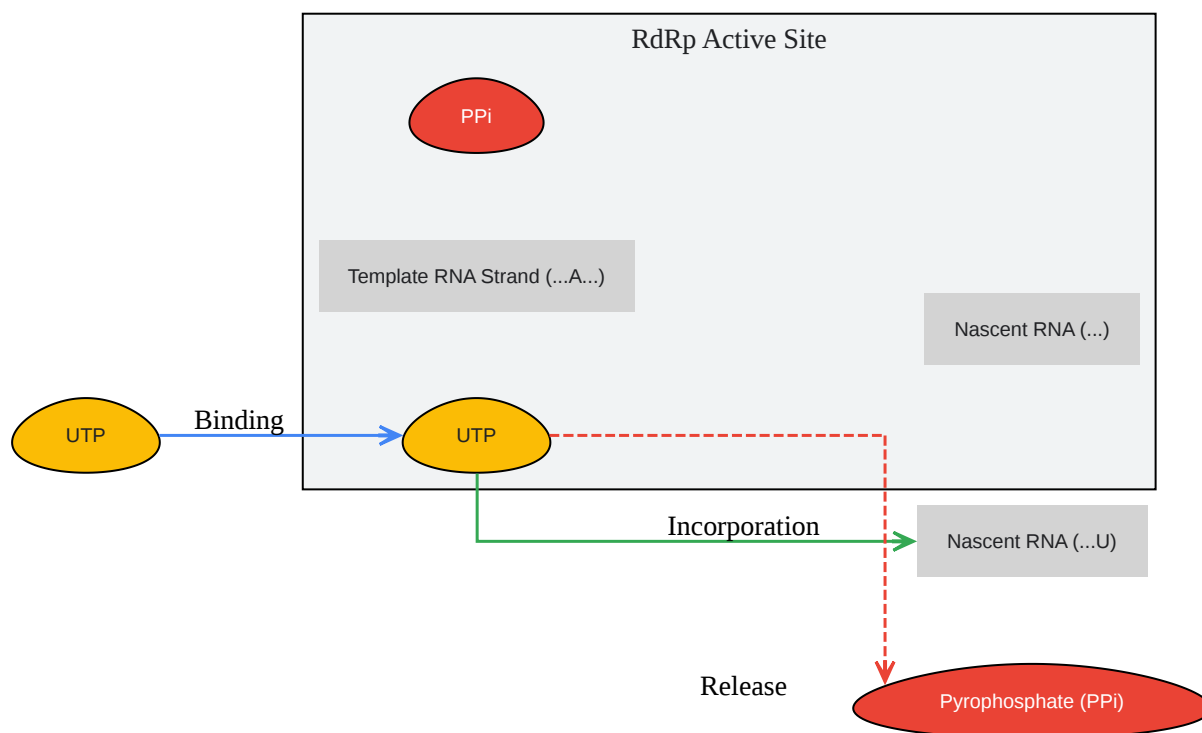 RdRp Active Site
PPi
Template RNA Strand (...A...)
Nascent RNA (...)
UTP
Binding
UTP
Incorporation
Nascent RNA (...U)
Release
Pyrophosphate (PPi)